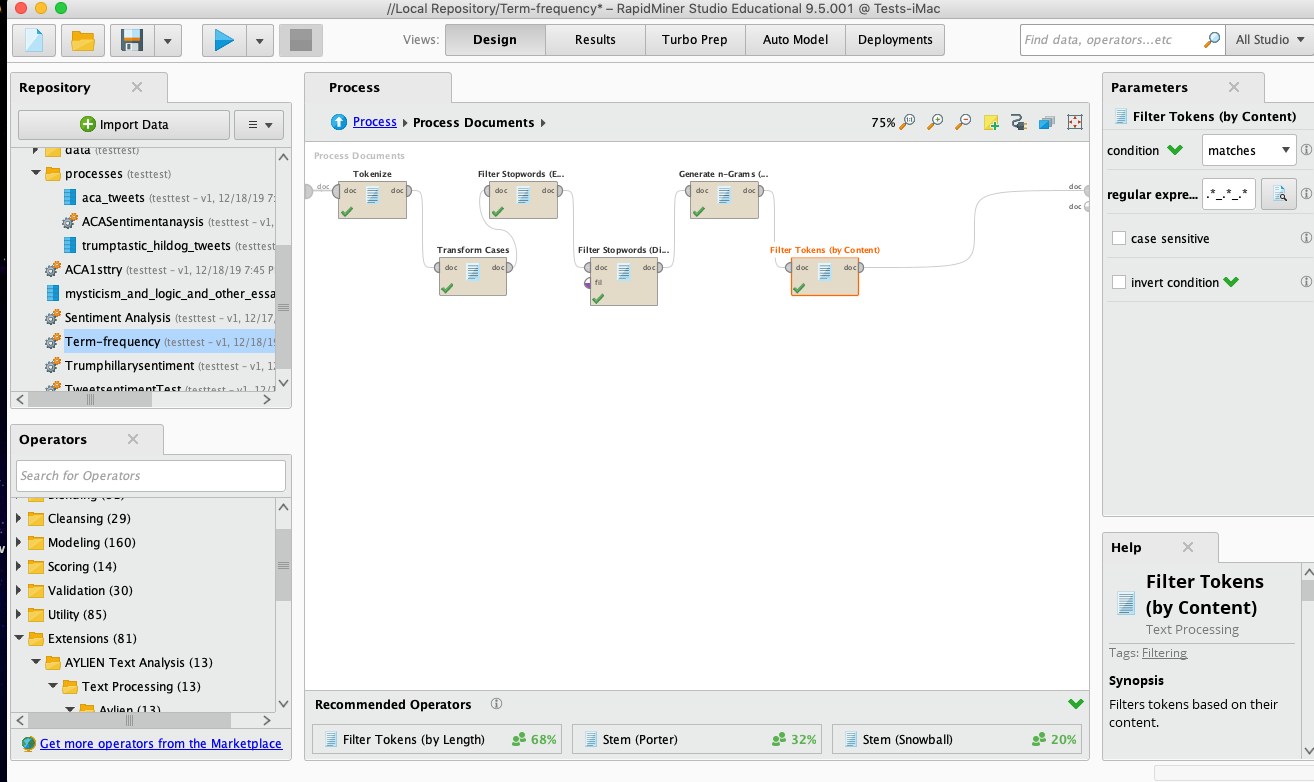 //Local Repository/Term-frequency* – RapidMiner Studio Educational 9.5.001 @ Tests-iMac
Views: Design Results Turbo Prep Auto Model Deployments Find data, operators...etc All Studio
Repository
Import Data
data (testtest)
processes (testtest)
aca_tweets (testtest – v1, 12/18/19 7:
ACASentimentanaysis (testtest – v1,
trumptastic_hildog_tweets (testtest
ACA1sttry (testtest – v1, 12/18/19 7:45 P
mysticism_and_logic_and_other_essa
Sentiment Analysis (testtest – v1, 12/17,
Term-frequency (testtest – v1, 12/18/19
Trumphillarysentiment (testtest – v1, 12
TweetsentimentTest (testtest – v1, 12/1
Operators
Search for Operators
Cleansing (29)
Modeling (160)
Scoring (14)
Validation (30)
Utility (85)
Extensions (81)
AYLIEN Text Analysis (13)
Text Processing (13)
Aylien (13)
Get more operators from the Marketplace
Process
Process Process Documents
75%
Process Documents
doc
Tokenize
doc doc
Transform Cases
doc doc
Filter Stopwords (E...
doc doc
Filter Stopwords (Di...
doc doc
fil
Generate n-Grams (...
doc doc
Filter Tokens (by Content)
doc doc
doc
doc
Recommended Operators
Filter Tokens (by Length) 68%
Stem (Porter) 32%
Stem (Snowball) 20%
Parameters
Filter Tokens (by Content)
condition matches
regular expre... .*_.*_.*
case sensitive
invert condition
Help
Filter Tokens
(by Content)
Text Processing
Tags: Filtering
Synopsis
Filters tokens based on their
content.